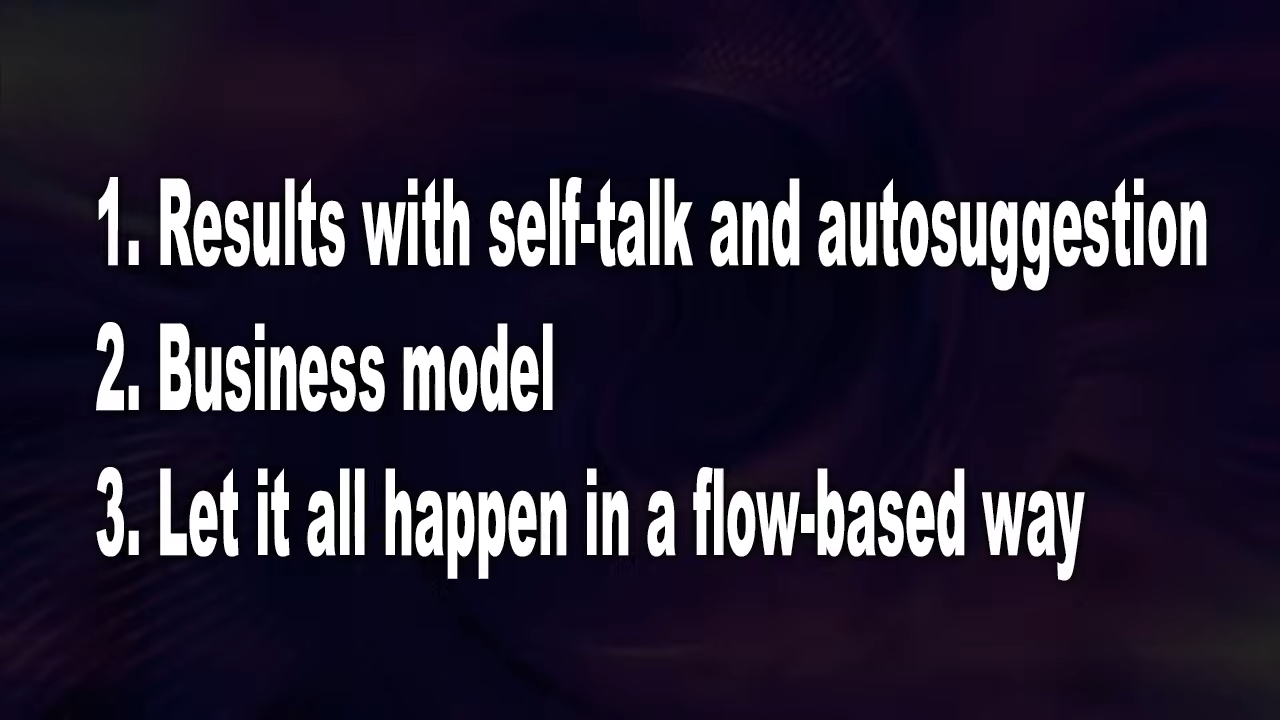 1. Results with self-talk and autosuggestion
2. Business model
3. Let it all happen in a flow-based way